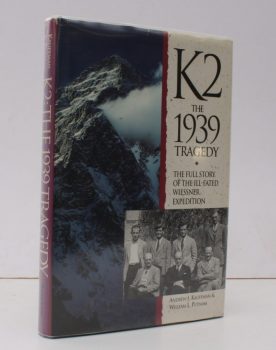 K2
THE
1939
TRAGEDY
THE FULL STORY
OF THE ILL-FATED
WIESSNER
EXPEDITION
ANDREW J. KAUFFMAN &
WILLIAM L. PUTNAM
K2 · THE 1939 TRAGEDY